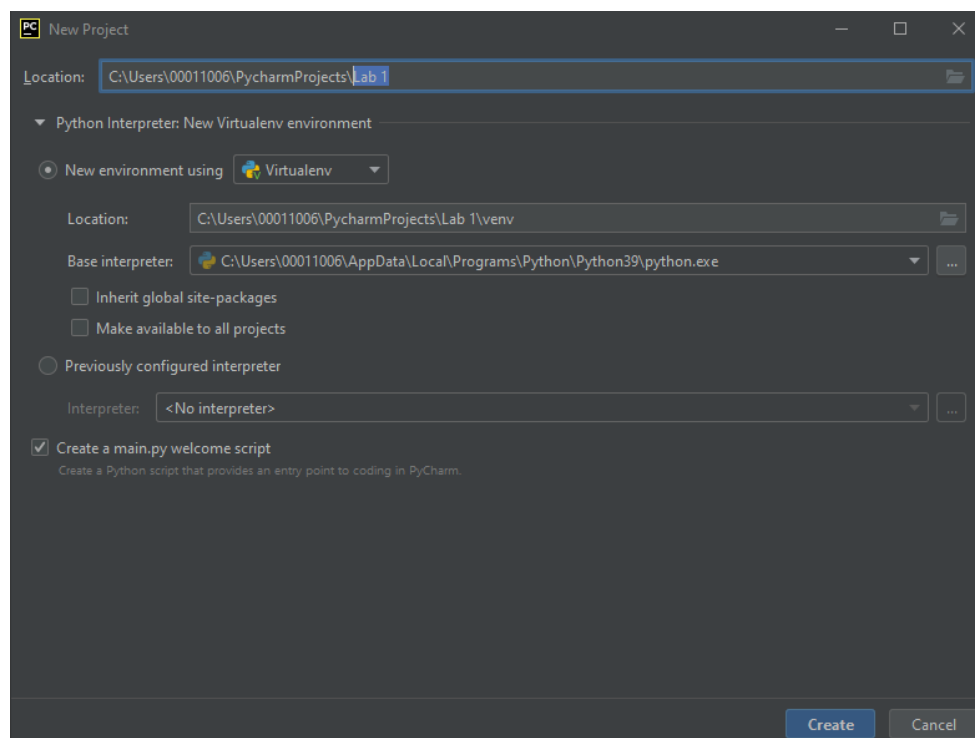 PC New Project
Location: C:\Users\00011006\PycharmProjects\Lab 1
Python Interpreter: New Virtualenv environment
New environment using Virtualenv
Location: C:\Users\00011006\PycharmProjects\Lab 1\venv
Base interpreter: C:\Users\00011006\AppData\Local\Programs\Python\Python39\python.exe ...
Inherit global site-packages
Make available to all projects
Previously configured interpreter
Interpreter: <No interpreter> ...
Create a main.py welcome script
Create a Python script that provides an entry point to coding in PyCharm.
Create Cancel